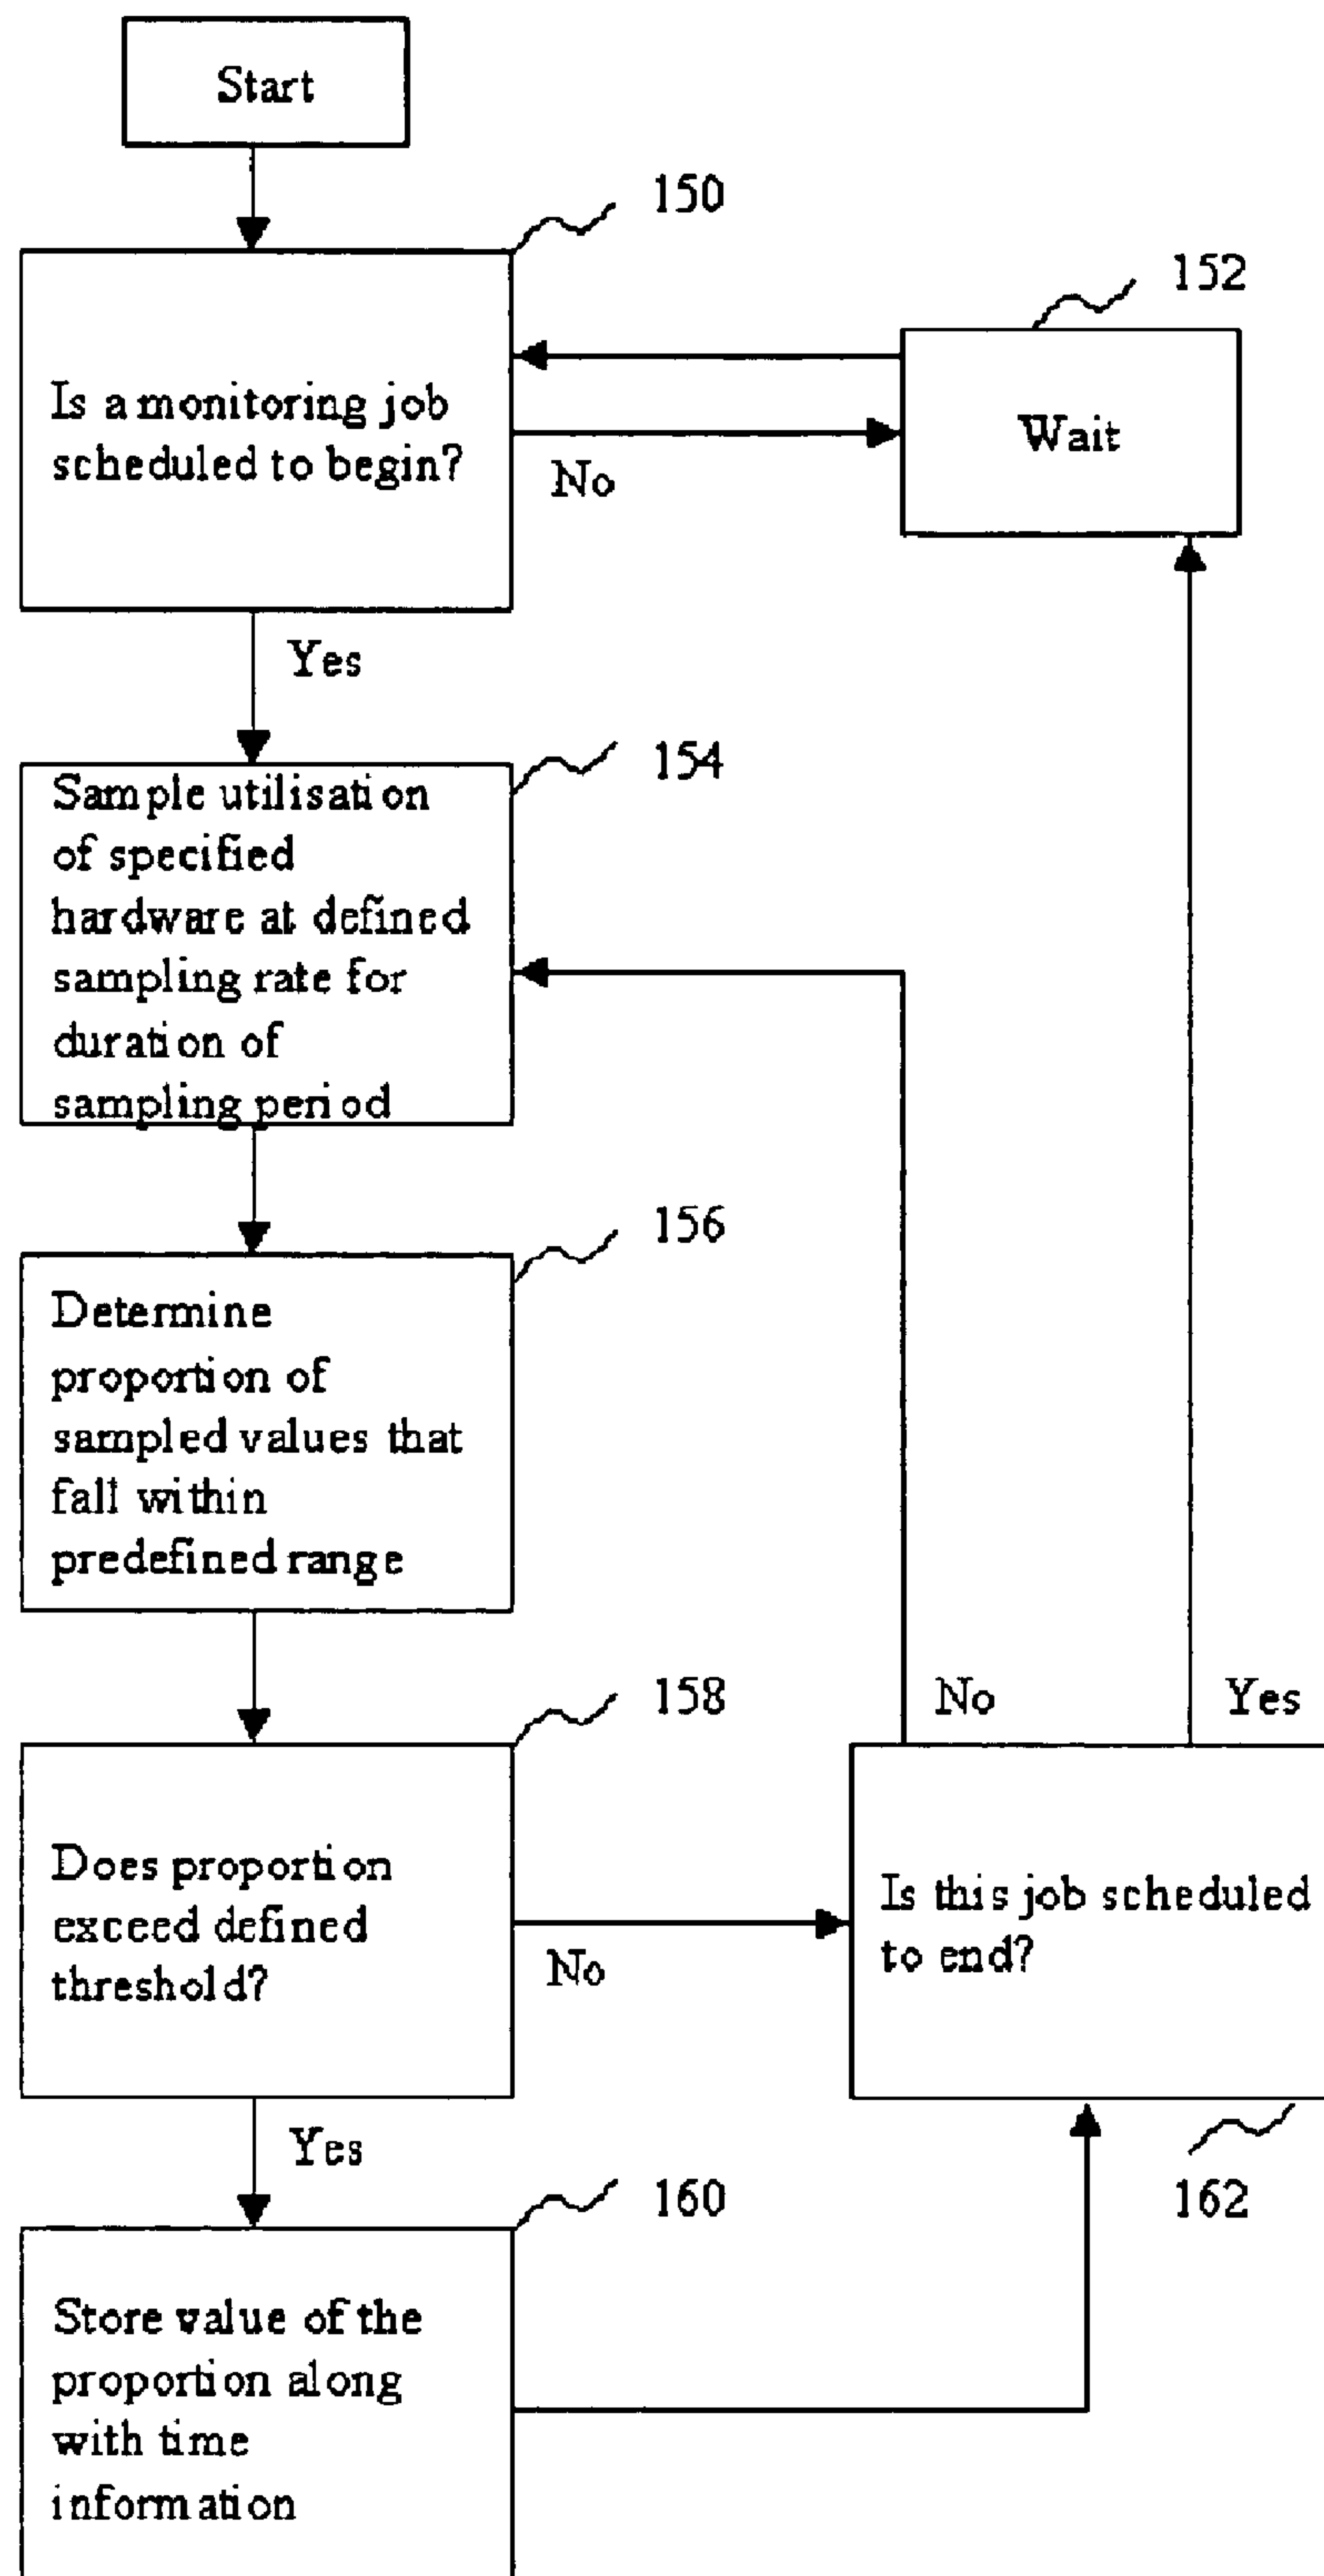 Start
150
152
Is a monitoring job
scheduled to begin?
Wait
No
Yes
154
Sample utilisation
of specified
hardware at defined
sampling rate for
duration of
sampling period
156
Determine
proportion of
sampled values that
fall within
predefined range
158
No
Yes
Does proportion
exceed defined
threshold?
No
Is this job scheduled
to end?
Yes
160
162
Store value of the
proportion along
with time
information